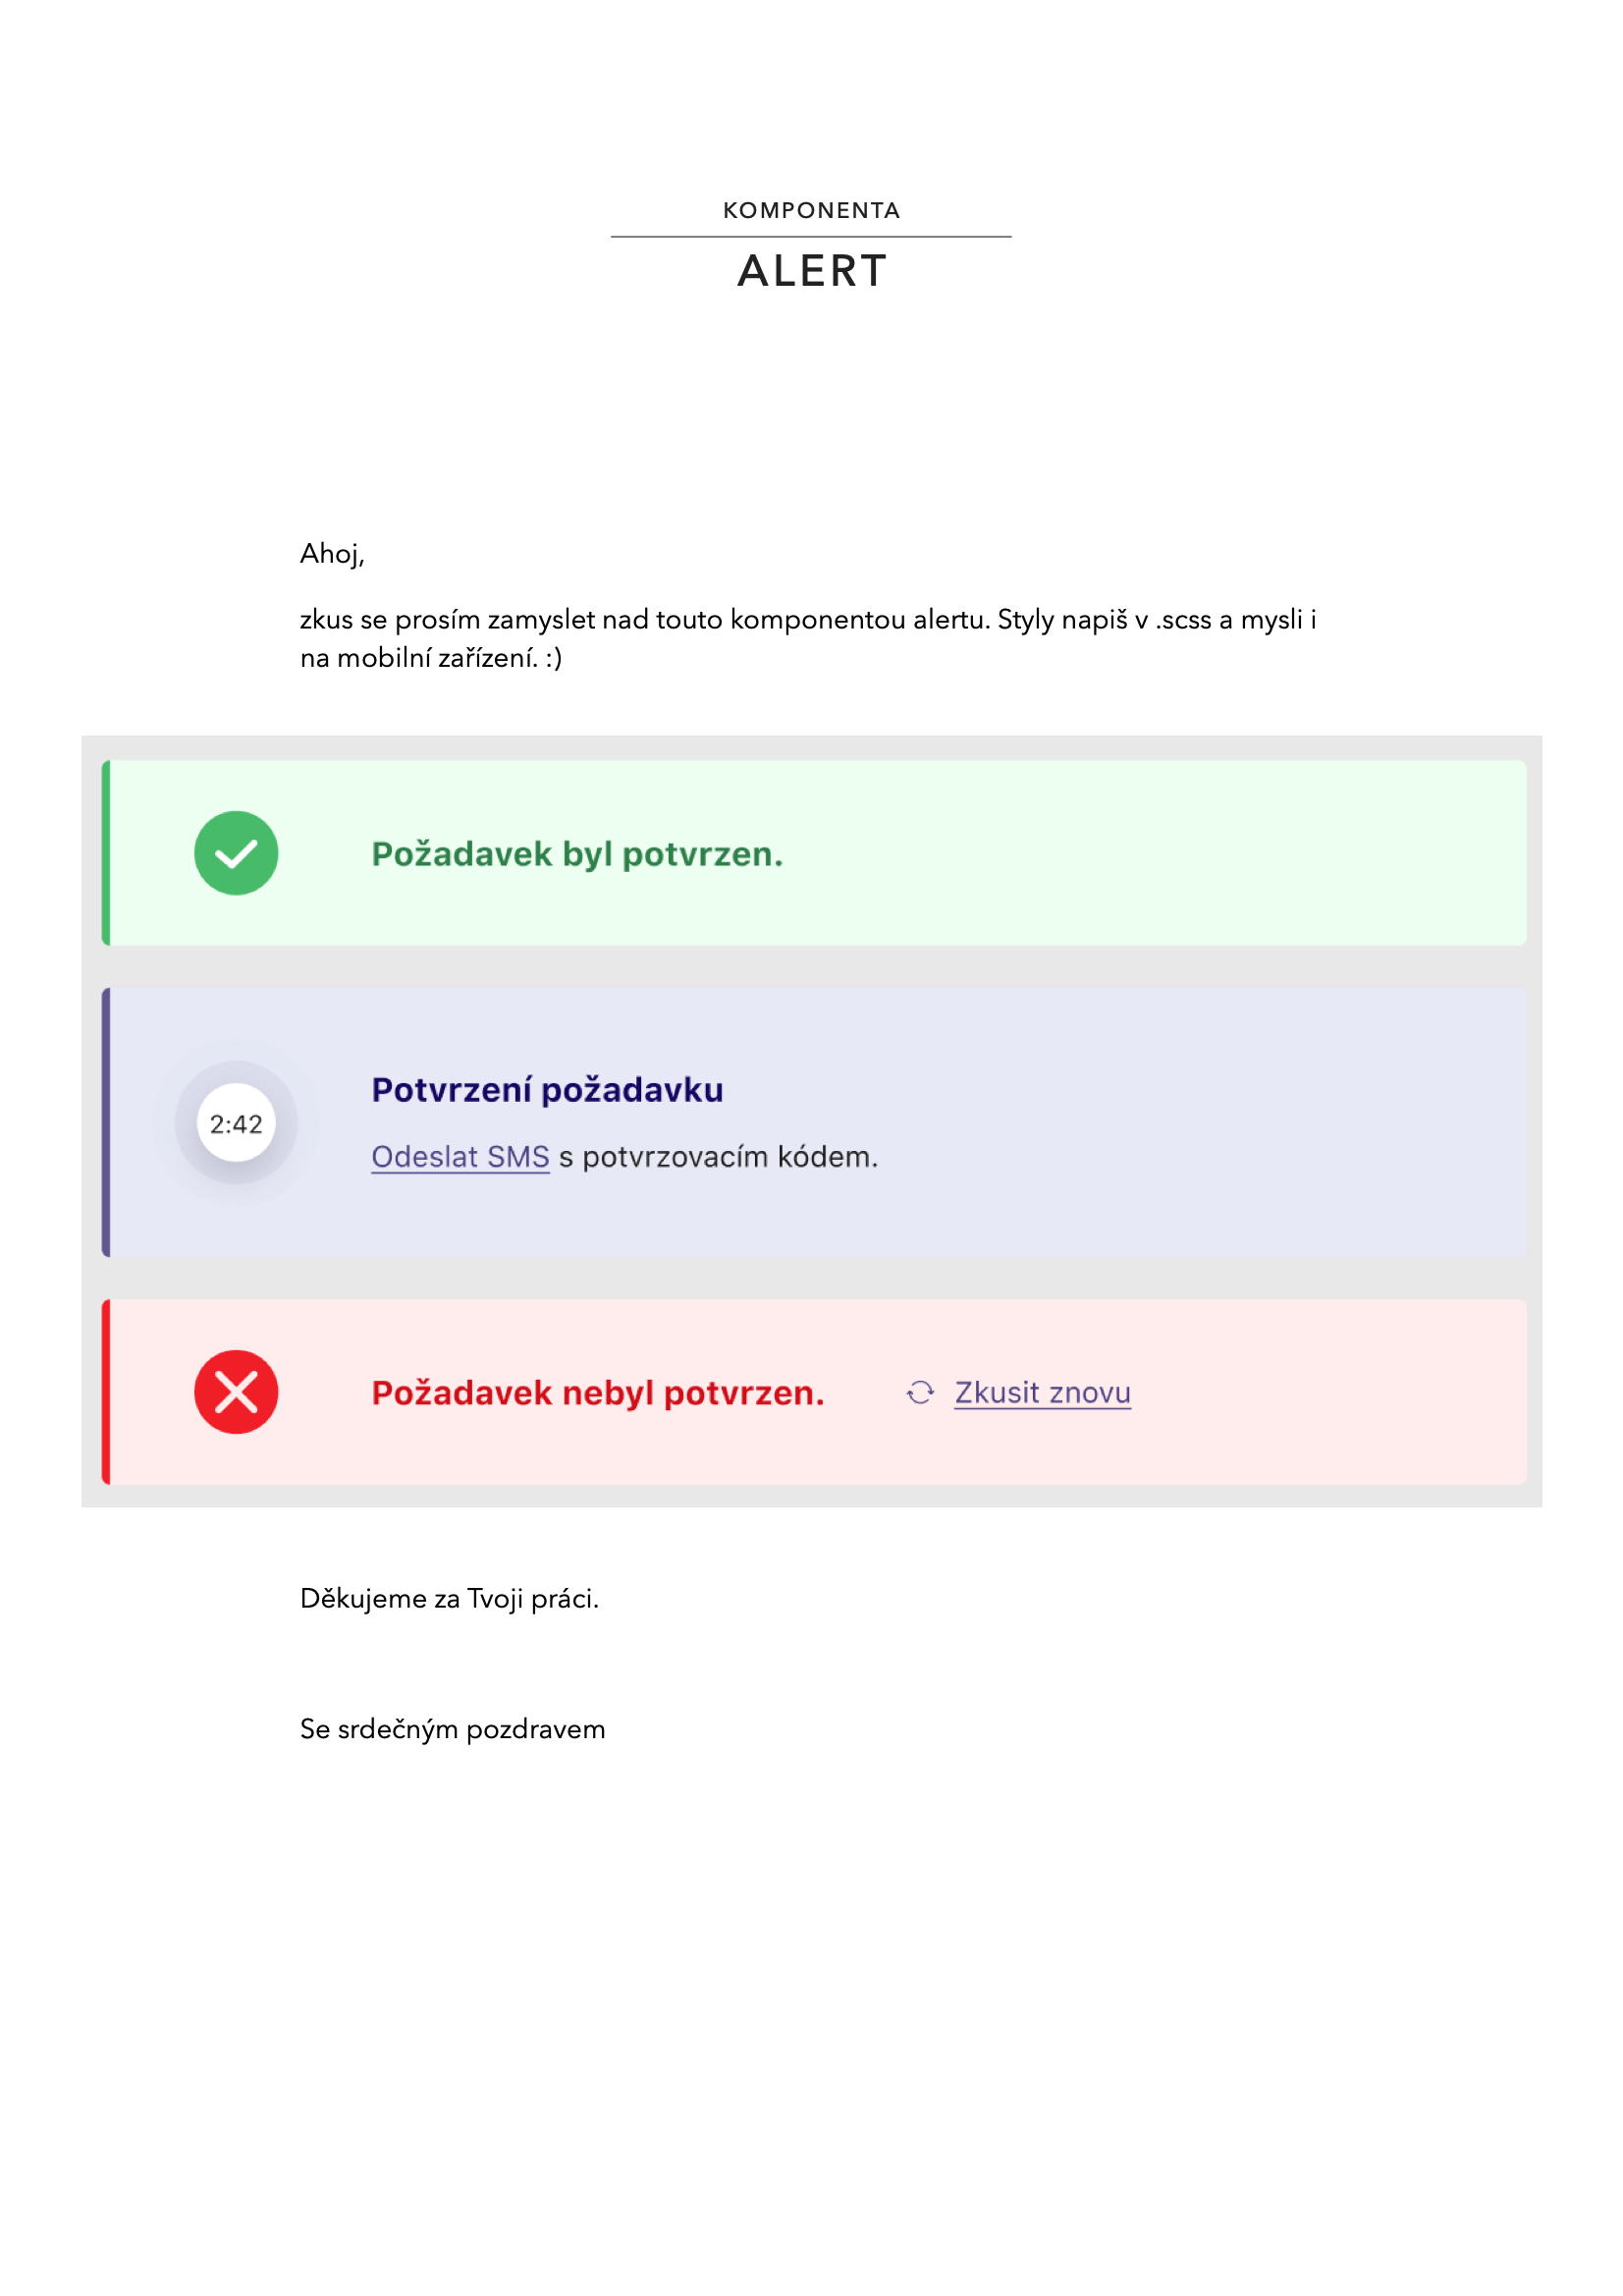 KOMPONENTA
ALERT
Ahoj,
zkus se prosím zamyslet nad touto komponentou alertu. Styly napiš v .scss a mysli i
na mobilní zařízení. :)
Požadavek byl potvrzen.
2:42
Potvrzení požadavku
Odeslat SMS s potvrzovacím kódem.
Požadavek nebyl potvrzen. Zkusit znovu
Děkujeme za Tvoji práci.
Se srdečným pozdravem